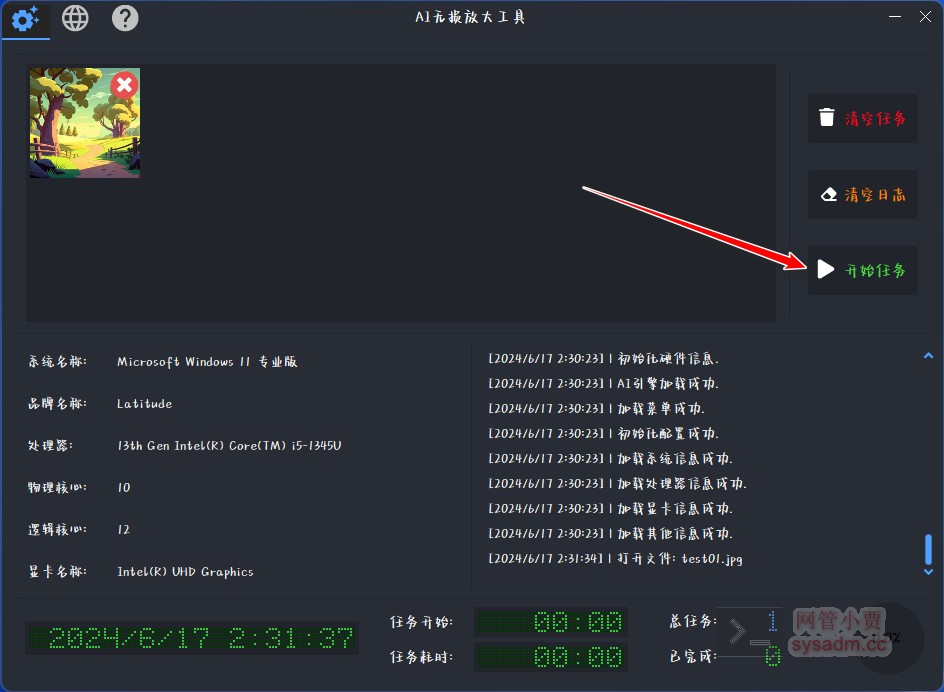 AI无损放大工具
清空任务
清空日志
开始任务
系统名称: Microsoft Windows 11 专业版
品牌名称: Latitude
处理器: 13th Gen Intel(R) Core(TM) i5-1345U
物理核心: 10
逻辑核心: 12
显卡名称: Intel(R) UHD Graphics
[2024/6/17 2:30:23] | 初始化硬件信息.
[2024/6/17 2:30:23] | AI引擎加载成功.
[2024/6/17 2:30:23] | 加载菜单成功.
[2024/6/17 2:30:23] | 初始化配置成功.
[2024/6/17 2:30:23] | 加载系统信息成功.
[2024/6/17 2:30:23] | 加载处理器信息成功.
[2024/6/17 2:30:23] | 加载显卡信息成功.
[2024/6/17 2:30:23] | 加载其他信息成功.
[2024/6/17 2:31:34] | 打开文件: test01.jpg
2024/6/17 2:31:37
任务开始: 00:00
任务耗时: 00:00
总任务: 1
已完成: 0
网管小贾
sysadm.cc